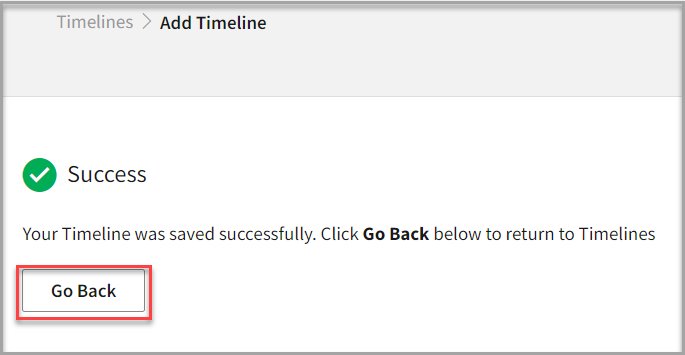 Timelines > Add Timeline
Success
Your Timeline was saved successfully. Click Go Back below to return to Timelines
Go Back